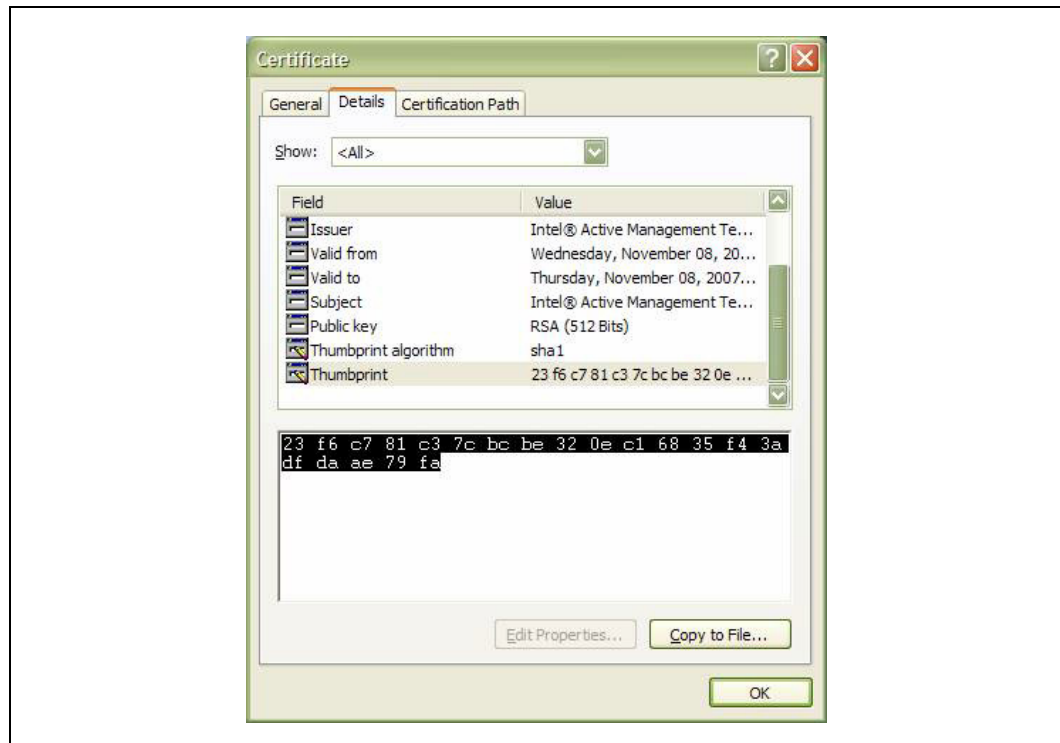 Certificate
General Details Certification Path
Show: <All>
Field Value
Issuer Intel® Active Management Te...
Valid from Wednesday, November 08, 20...
Valid to Thursday, November 08, 2007...
Subject Intel® Active Management Te...
Public key RSA (512 Bits)
Thumbprint algorithm sha1
Thumbprint 23 f6 c7 81 c3 7c bc be 32 0e ...
23 f6 c7 81 c3 7c bc be 32 0e c1 68 35 f4 3a
df da ae 79 fa
Edit Properties... Copy to File...
OK